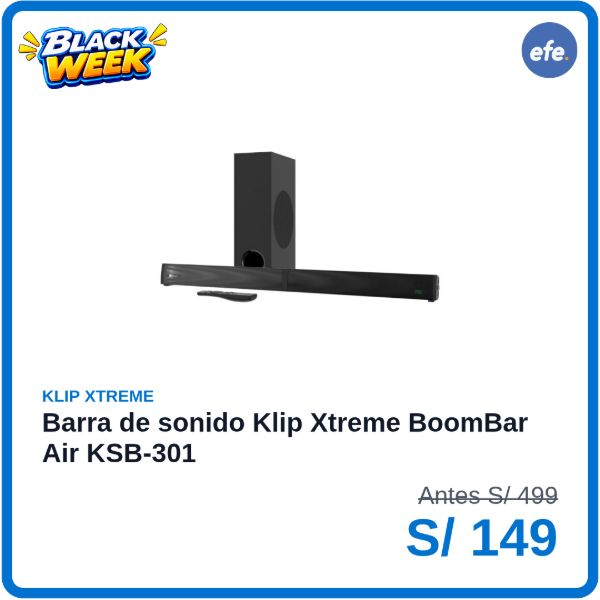 BLACK
WEEK
efe.
KLIP XTREME
Barra de sonido Klip Xtreme BoomBar
Air KSB-301
Antes S/ 499
S/ 149